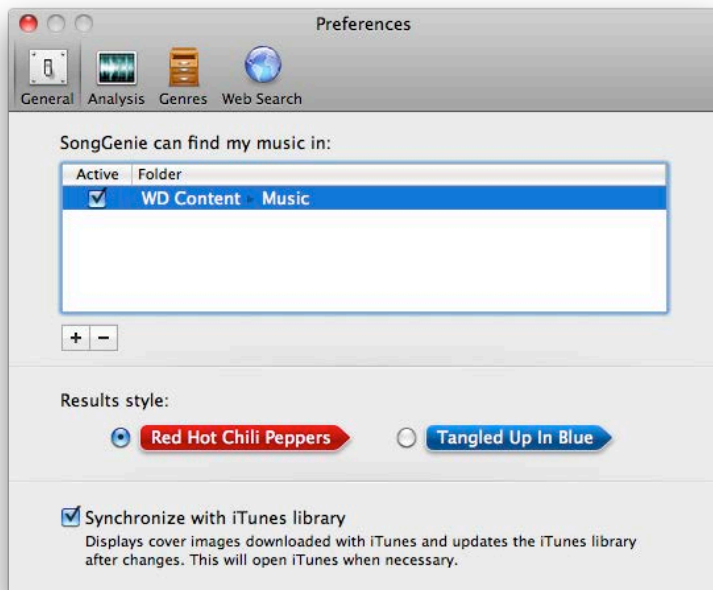 Preferences
General Analysis Genres Web Search
SongGenie can find my music in:
Active Folder
WD Content Music
+ −
Results style:
Red Hot Chili Peppers Tangled Up In Blue
Synchronize with iTunes library
Displays cover images downloaded with iTunes and updates the iTunes library
after changes. This will open iTunes when necessary.